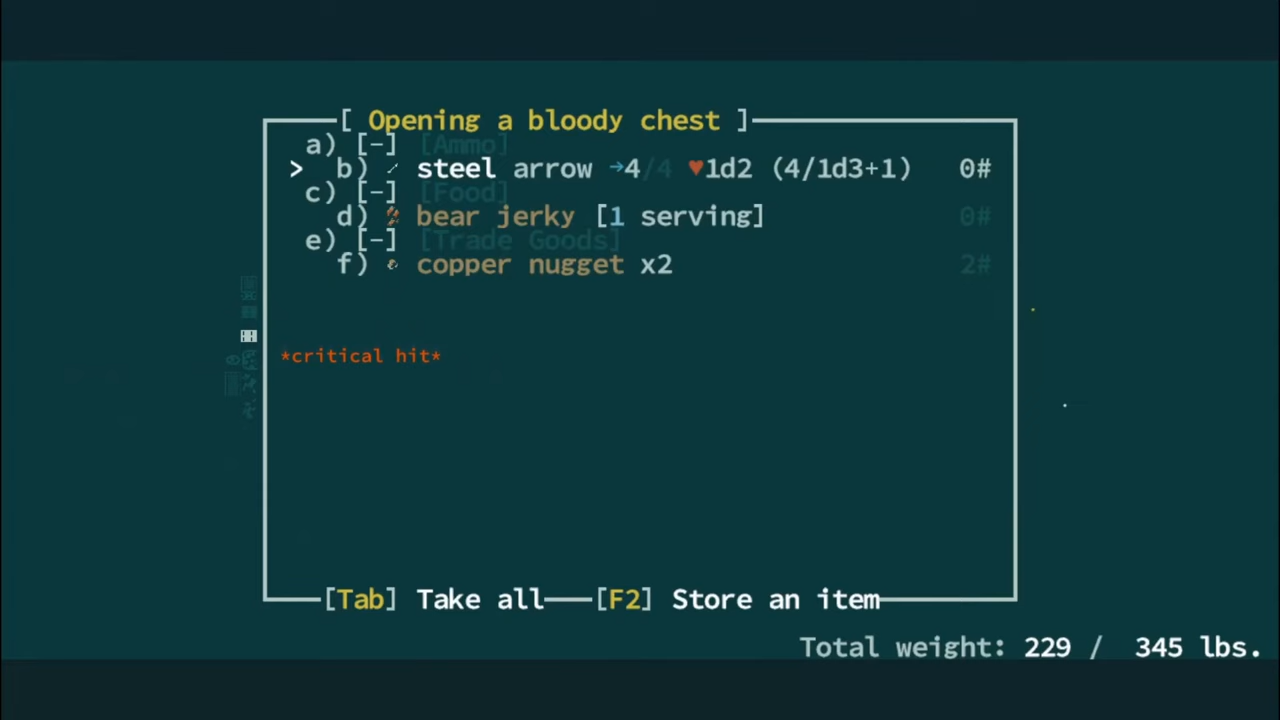 [ Opening a bloody chest ]
a) [-] [Ammo]
> b) steel arrow →4/4 ♥1d2 (4/1d3+1) 0#
c) [-] [Food]
d) bear jerky [1 serving] 0#
e) [-] [Trade Goods]
f) copper nugget x2 2#
*critical hit*
[Tab] Take all [F2] Store an item
Total weight: 229 / 345 lbs.